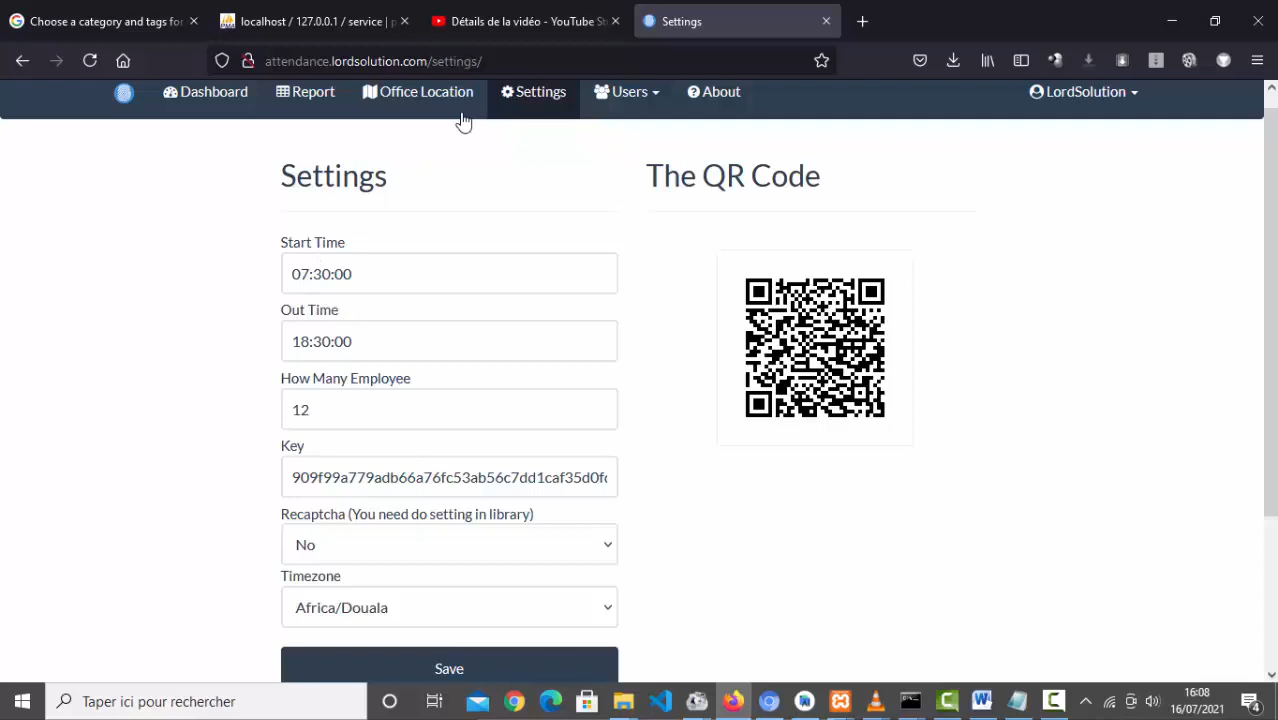 Choose a category and tags for
localhost / 127.0.0.1 / service | p
Détails de la vidéo - YouTube St
Settings
attendance.lordsolution.com/settings/
Dashboard Report Office Location Settings Users About LordSolution
Settings
The QR Code
Start Time
07:30:00
Out Time
18:30:00
How Many Employee
12
Key
909f99a779adb66a76fc53ab56c7dd1caf35d0f
Recaptcha (You need do setting in library)
No
Timezone
Africa/Douala
Save
Taper ici pour rechercher
16:08
16/07/2021
4